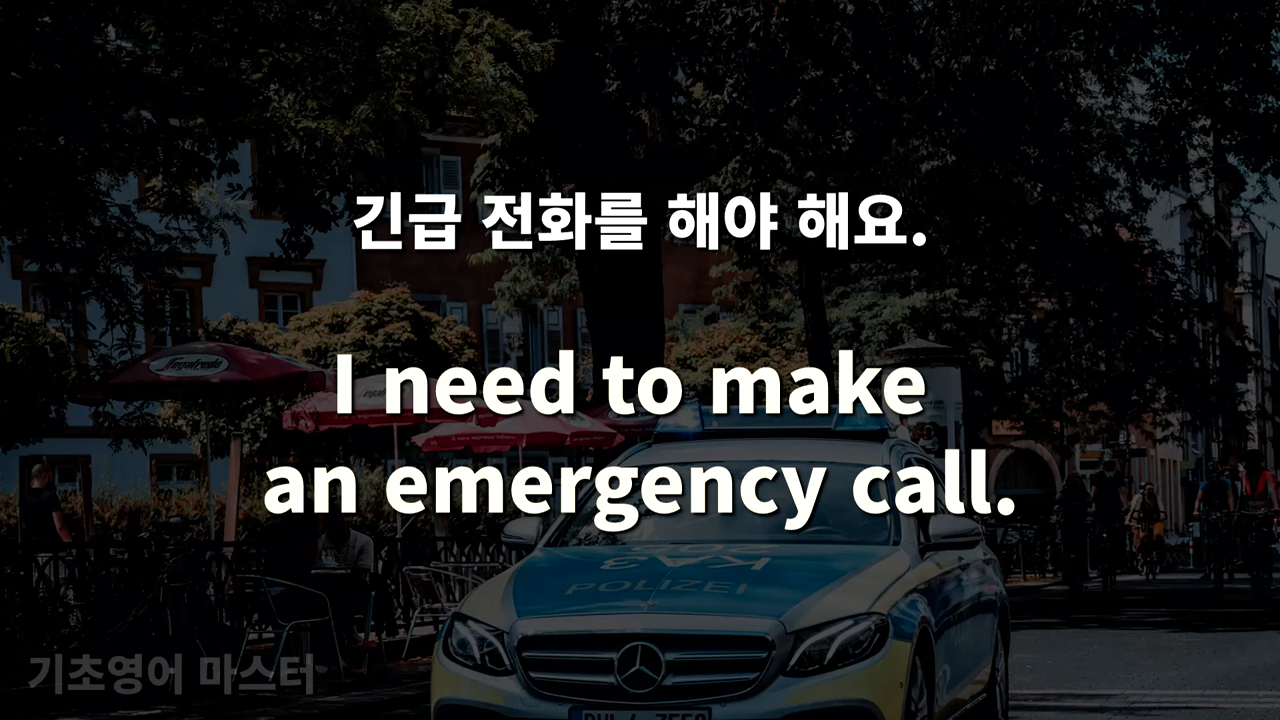 긴급 전화를 해야 해요.
I need to make
an emergency call.
Segafredo
POLIZEI
기초영어 마스터